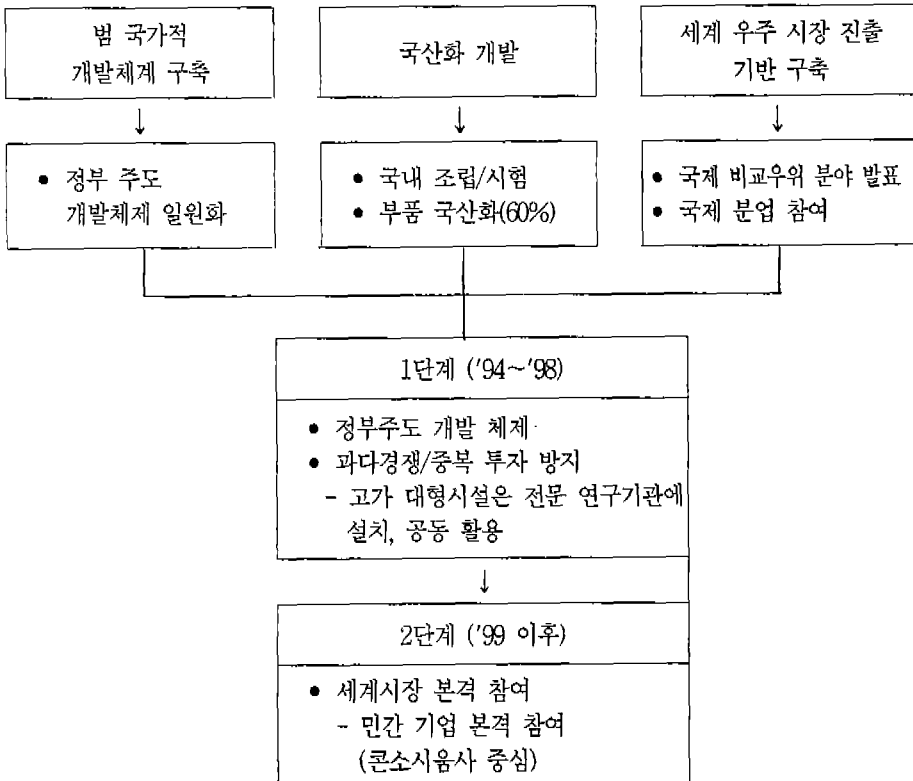 범 국가적
개발체계 구축
국산화 개발
세계 우주 시장 진출
기반 구축
↓
↓
↓
• 정부 주도
개발체제 일원화
• 국내 조립/시험
• 부품 국산화(60%)
• 국제 비교우위 분야 발표
• 국제 분업 참여
1단계 ('94~'98)
• 정부주도 개발 체제
• 과다경쟁/중복 투자 방지
- 고가 대형시설은 전문 연구기관에
설치, 공동 활용
↓
2단계 ('99 이후)
• 세계시장 본격 참여
- 민간 기업 본격 참여
(콘소시움사 중심)